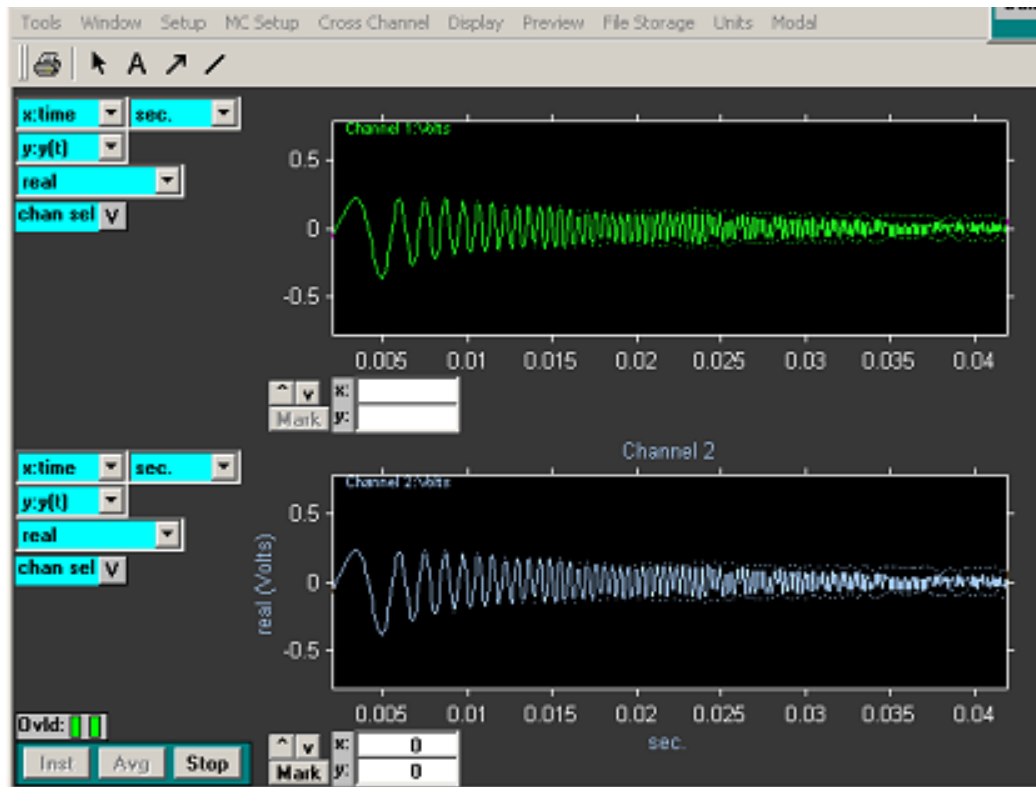 Tools Window Setup MC Setup Cross Channel Display Preview File Storage Units Modal
A
x:time sec.
y:y(t)
real
chan sel V
Channel 1:Volts
0.5
0
-0.5
0.005 0.01 0.015 0.02 0.025 0.03 0.035 0.04
^ v x:
Mark y:
Channel 2
x:time sec.
y:y(t)
real
chan sel V
Channel 2:Volts
real (Volts)
0.5
0
-0.5
0.005 0.01 0.015 0.02 0.025 0.03 0.035 0.04
sec.
Ovld:
Inst Avg Stop
^ v x: 0
Mark y: 0